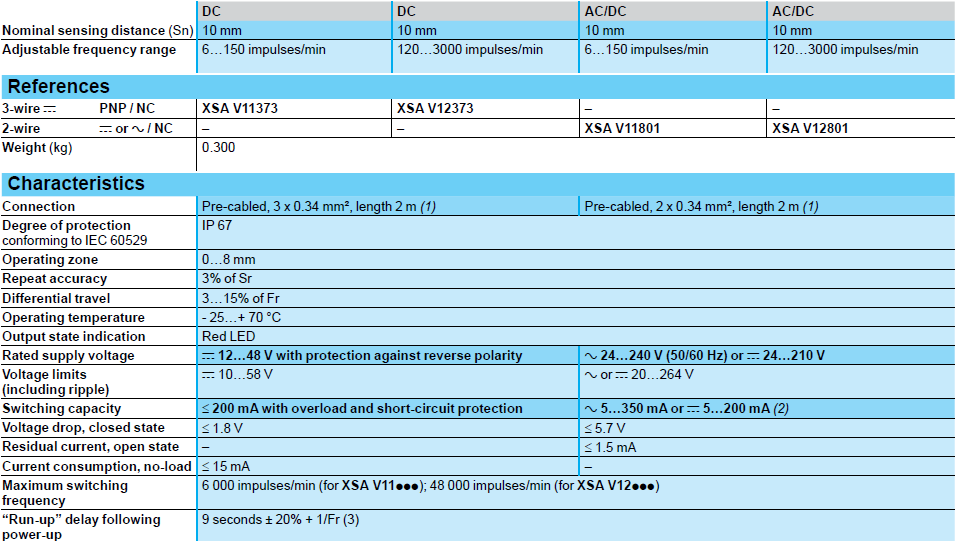 DC DC AC/DC AC/DC
Nominal sensing distance (Sn) 10 mm 10 mm 10 mm 10 mm
Adjustable frequency range 6…150 impulses/min 120…3000 impulses/min 6…150 impulses/min 120…3000 impulses/min
References
3-wire ⎓ PNP / NC XSA V11373 XSA V12373 – –
2-wire ⎓ or ∼ / NC – – XSA V11801 XSA V12801
Weight (kg) 0.300
Characteristics
Connection Pre-cabled, 3 x 0.34 mm², length 2 m (1) Pre-cabled, 2 x 0.34 mm², length 2 m (1)
Degree of protection IP 67
conforming to IEC 60529
Operating zone 0…8 mm
Repeat accuracy 3% of Sr
Differential travel 3…15% of Fr
Operating temperature - 25…+ 70 °C
Output state indication Red LED
Rated supply voltage ⎓ 12…48 V with protection against reverse polarity ∼ 24…240 V (50/60 Hz) or ⎓ 24…210 V
Voltage limits ⎓ 10…58 V ∼ or ⎓ 20…264 V
(including ripple)
Switching capacity ≤ 200 mA with overload and short-circuit protection ∼ 5…350 mA or ⎓ 5…200 mA (2)
Voltage drop, closed state ≤ 1.8 V ≤ 5.7 V
Residual current, open state – ≤ 1.5 mA
Current consumption, no-load ≤ 15 mA –
Maximum switching 6 000 impulses/min (for XSA V11●●●); 48 000 impulses/min (for XSA V12●●●)
frequency
“Run-up” delay following 9 seconds ± 20% + 1/Fr (3)
power-up